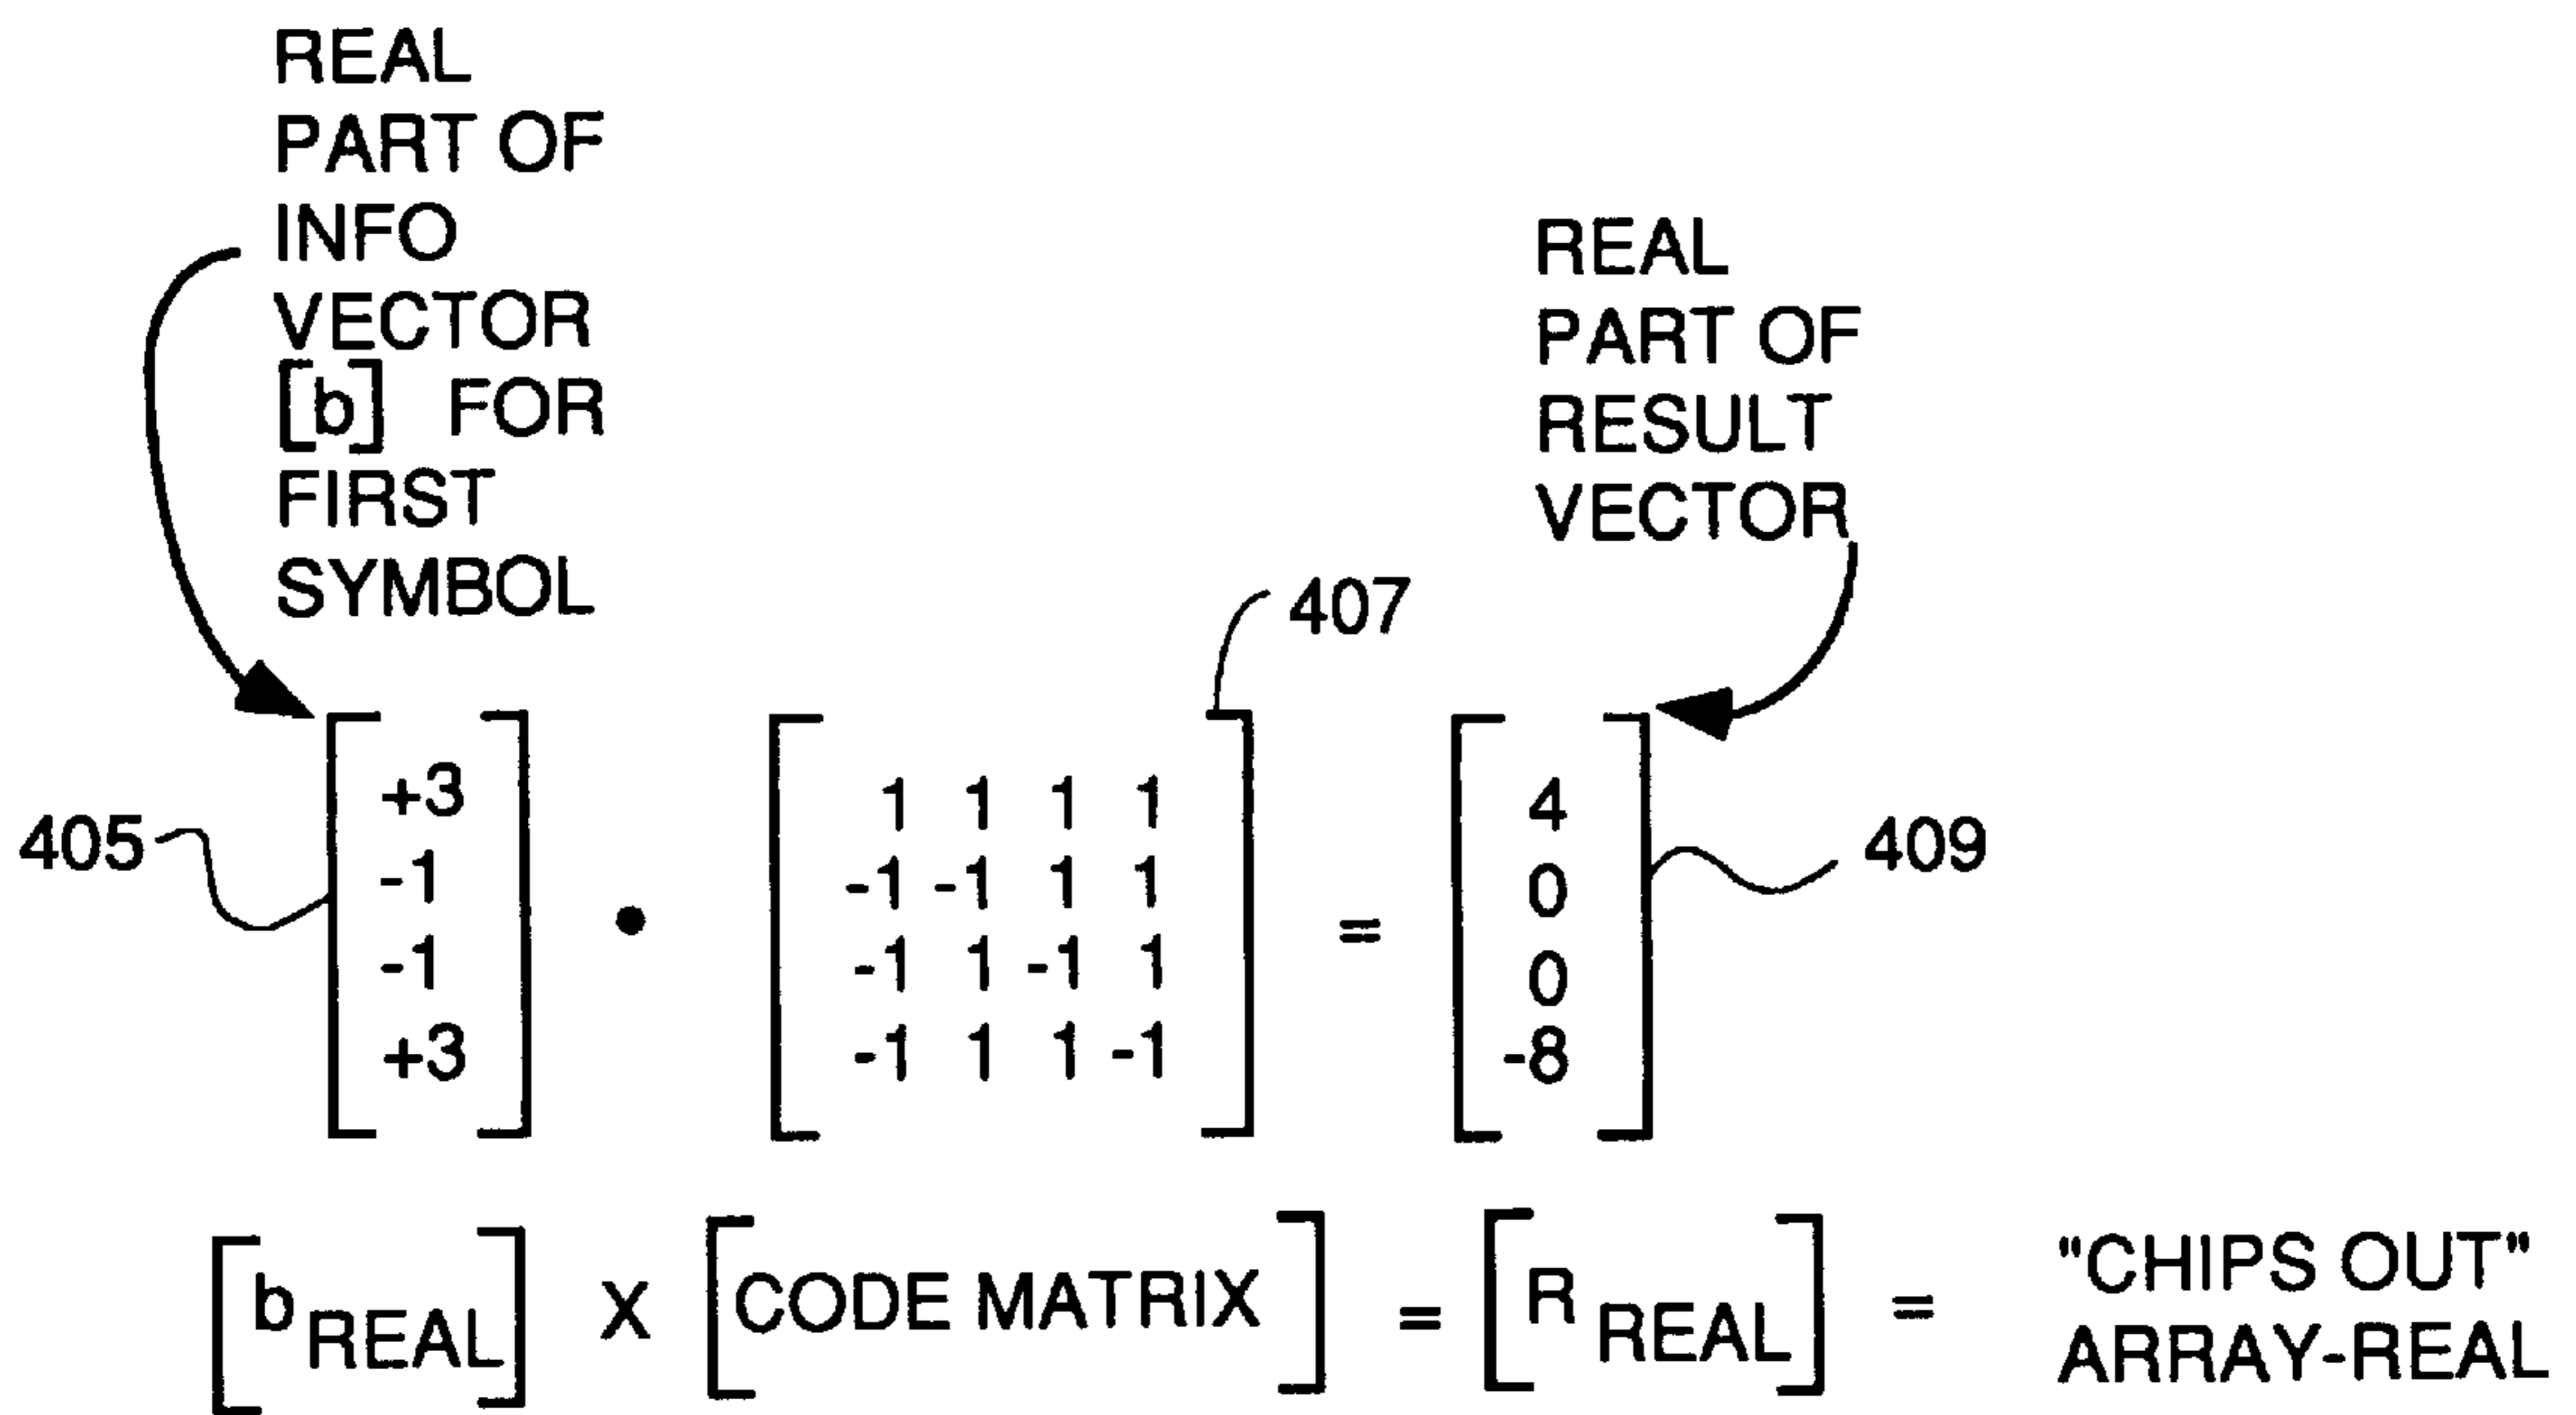 REAL
PART OF
INFO
VECTOR
[b] FOR
FIRST
SYMBOL
REAL
PART OF
RESULT
VECTOR
407
405
+3
-1
-1
+3
•
1 1 1 1
-1 -1 1 1
-1 1 -1 1
-1 1 1 -1
=
4
0
0
-8
409
[b REAL] X [CODE MATRIX] = [R REAL] = "CHIPS OUT"
ARRAY-REAL